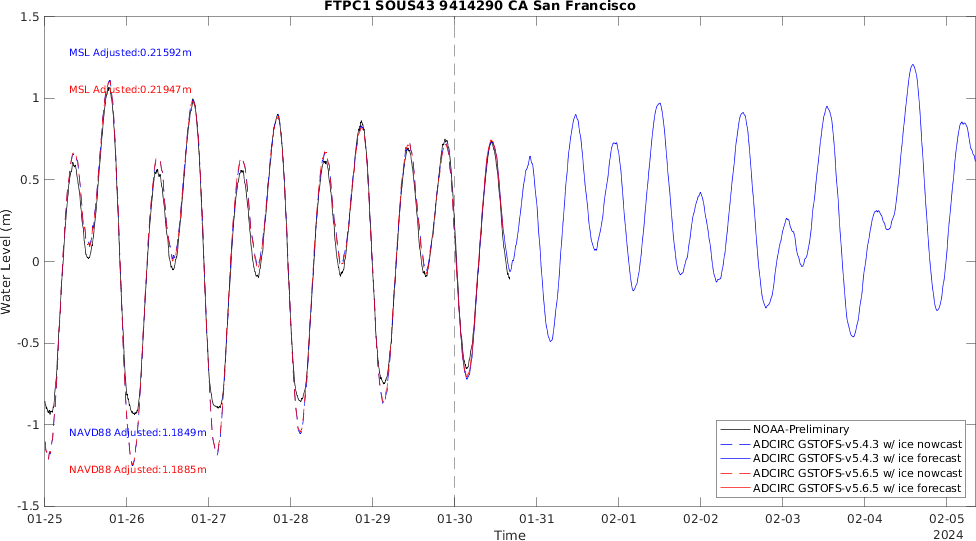 FTPC1 SOUS43 9414290 CA San Francisco
1.5
1
0.5
0
-0.5
-1
-1.5
Water Level (m)
MSL Adjusted:0.21592m
MSL Adjusted:0.21947m
NAVD88 Adjusted:1.1849m
NAVD88 Adjusted:1.1885m
NOAA-Preliminary
ADCIRC GSTOFS-v5.4.3 w/ ice nowcast
ADCIRC GSTOFS-v5.4.3 w/ ice forecast
ADCIRC GSTOFS-v5.6.5 w/ ice nowcast
ADCIRC GSTOFS-v5.6.5 w/ ice forecast
01-25 01-26 01-27 01-28 01-29 01-30 01-31 02-01 02-02 02-03 02-04 02-05
Time 2024